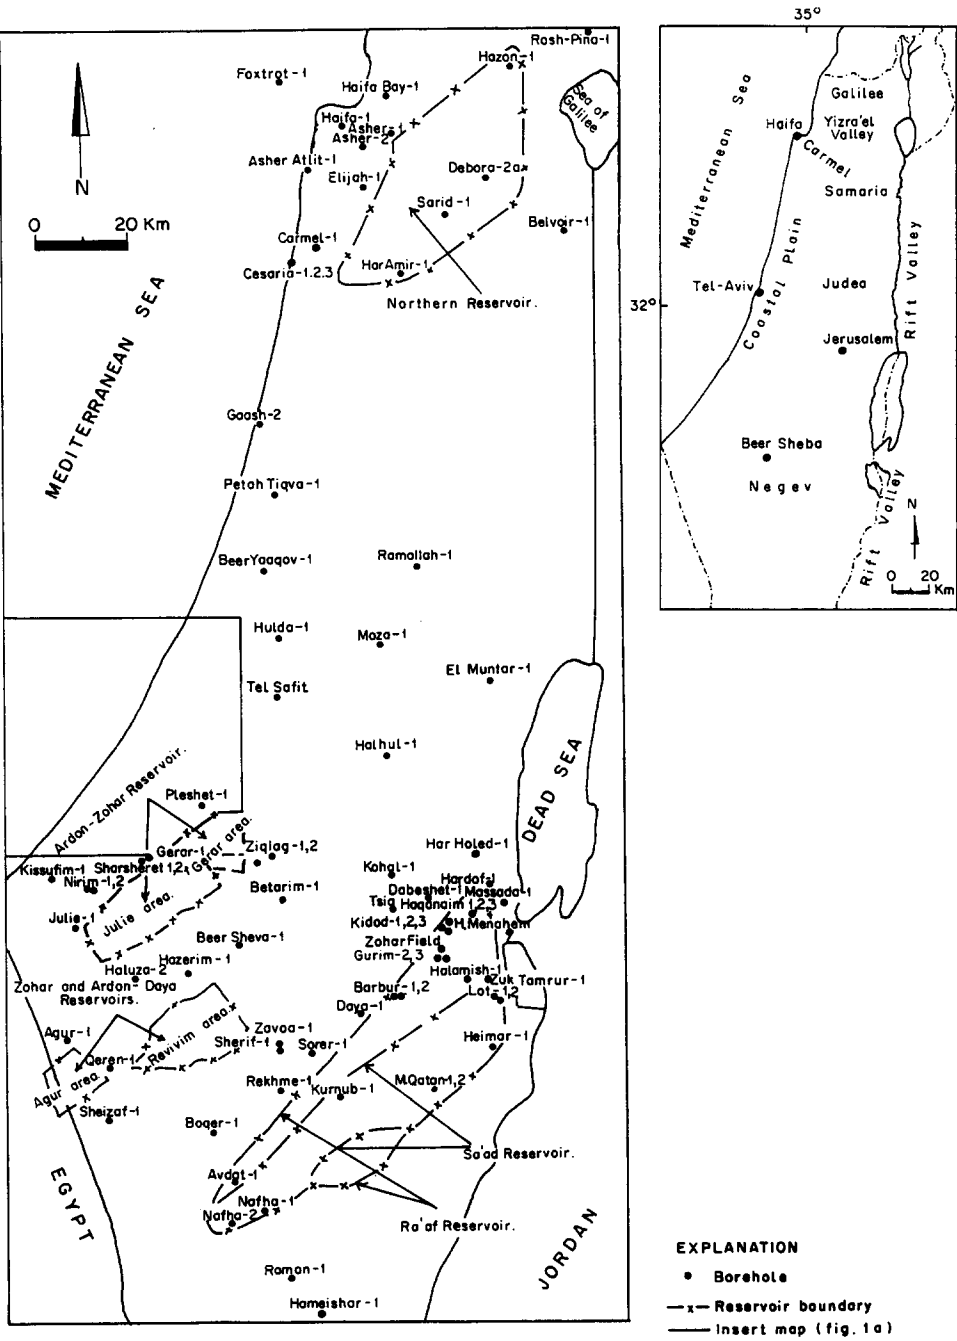 Rosh-Pina-1
Hazon-1
Foxtrot-1
Haifa Bay-1
Sea of
Galilee
Haifa-1
Asher-1
Asher-2
Asher Atlit-1
Elijah-1
Debora-2a
N
Sarid-1
0 20 Km
Belvoir-1
Carmel-1
Cesaria-1.2.3
HarAmir-1
Northern Reservoir.
MEDITERRANEAN SEA
Gaash-2
Petah Tiqva-1
BeerYaaqov-1
Ramallah-1
Hulda-1
Moza-1
El Muntar-1
Tel Safit
Halhul-1
DEAD SEA
Ardon-Zohar Reservoir.
Pleshet-1
Gerar area.
Gerar-1
Ziqlag-1,2
Har Holed-1
Kissufim-1
Sharsheret 1,2
Kohal-1
Hardof-1
Nirim-1,2
Betarim-1
Dabeshet-1
Massada-1
Tsia
Haqanaim 1,2,3
Julie-1
Julie area.
Kidod-1,2,3
H.Menahem
Beer Sheva-1
Zohar Field
Gurim-2,3
Hazerim-1
Haluza-2
Halamish-1
Zohar and Ardon-Daya
Reservoirs.
Zuk Tamrur-1
Barbur-1,2
Lot-1,2
Daya-1
Agur-1
Revivim area.
Zavoa-1
Sherif-1
Sorer-1
Heimar-1
Qeren-1
Agur area.
Rekhme-1
Kurnub-1
M.Qatan-1,2
Sheizaf-1
Boqer-1
Sa'ad Reservoir.
Avdat-1
Nafha-1
Nafha-2
Ra'af Reservoir.
EGYPT
JORDAN
Ramon-1
Hameishar-1
35°
Mediterranean Sea
Galilee
Haifa
Yizra'el
Valley
Carmel
Samaria
Coastal Plain
Rift Valley
Tel-Aviv
Judea
32°
Jerusalem
Beer Sheba
Negev
Rift Valley
N
0 20
Km
EXPLANATION
Borehole
Reservoir boundary
Insert map (fig. 1a)